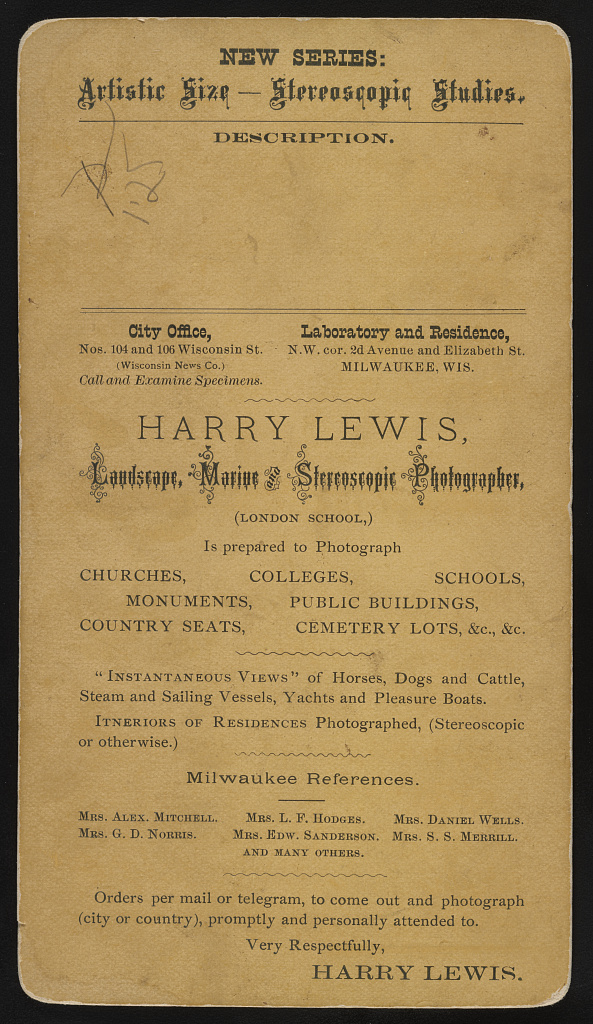 NEW SERIES:
Artistic Size — Stereoscopic Studies.
DESCRIPTION.
City Office,
Nos. 104 and 106 Wisconsin St.
(Wisconsin News Co.)
Call and Examine Specimens.
Laboratory and Residence,
N.W. cor. 2d Avenue and Elizabeth St.
MILWAUKEE, WIS.
HARRY LEWIS,
Landscape, Marine and Stereoscopic Photographer,
(LONDON SCHOOL,)
Is prepared to Photograph
CHURCHES, COLLEGES, SCHOOLS,
MONUMENTS, PUBLIC BUILDINGS,
COUNTRY SEATS, CEMETERY LOTS, &c., &c.
"INSTANTANEOUS VIEWS" of Horses, Dogs and Cattle,
Steam and Sailing Vessels, Yachts and Pleasure Boats.
ITNERIORS OF RESIDENCES Photographed, (Stereoscopic
or otherwise.)
Milwaukee References.
MRS. ALEX. MITCHELL. MRS. L. F. HODGES. MRS. DANIEL WELLS.
MRS. G. D. NORRIS. MRS. EDW. SANDERSON. MRS. S. S. MERRILL.
AND MANY OTHERS.
Orders per mail or telegram, to come out and photograph
(city or country), promptly and personally attended to.
Very Respectfully,
HARRY LEWIS.